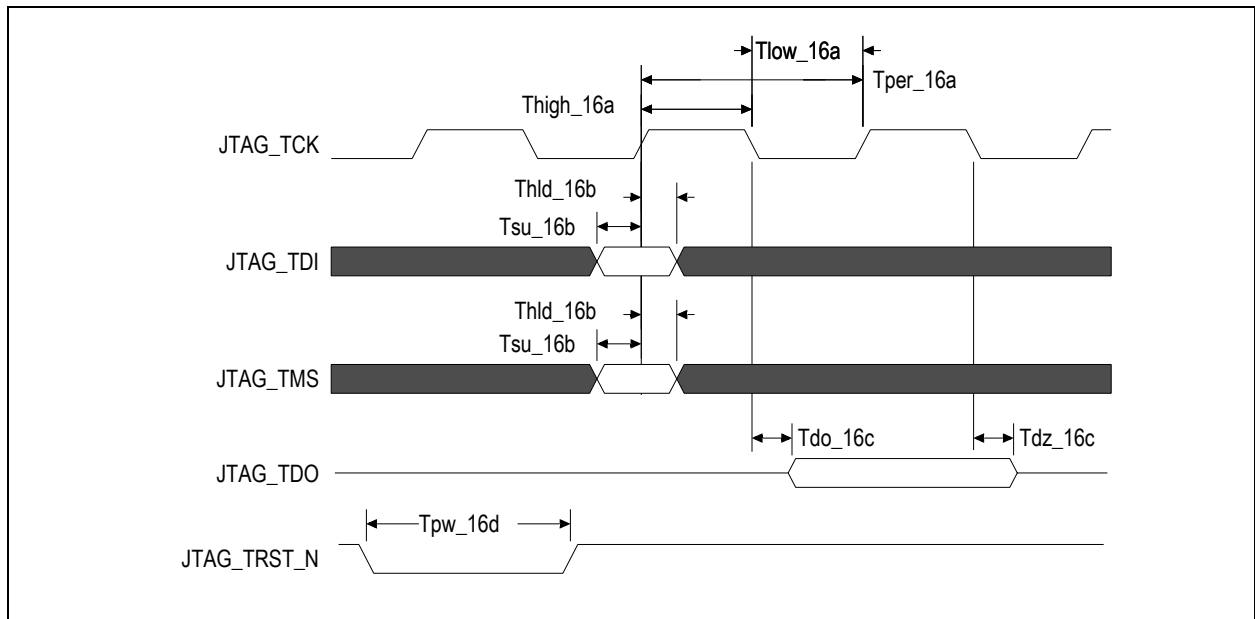 Tlow_16a
Tper_16a
Thigh_16a
JTAG_TCK
Thld_16b
Tsu_16b
JTAG_TDI
Thld_16b
Tsu_16b
JTAG_TMS
Tdo_16c
Tdz_16c
JTAG_TDO
Tpw_16d
JTAG_TRST_N